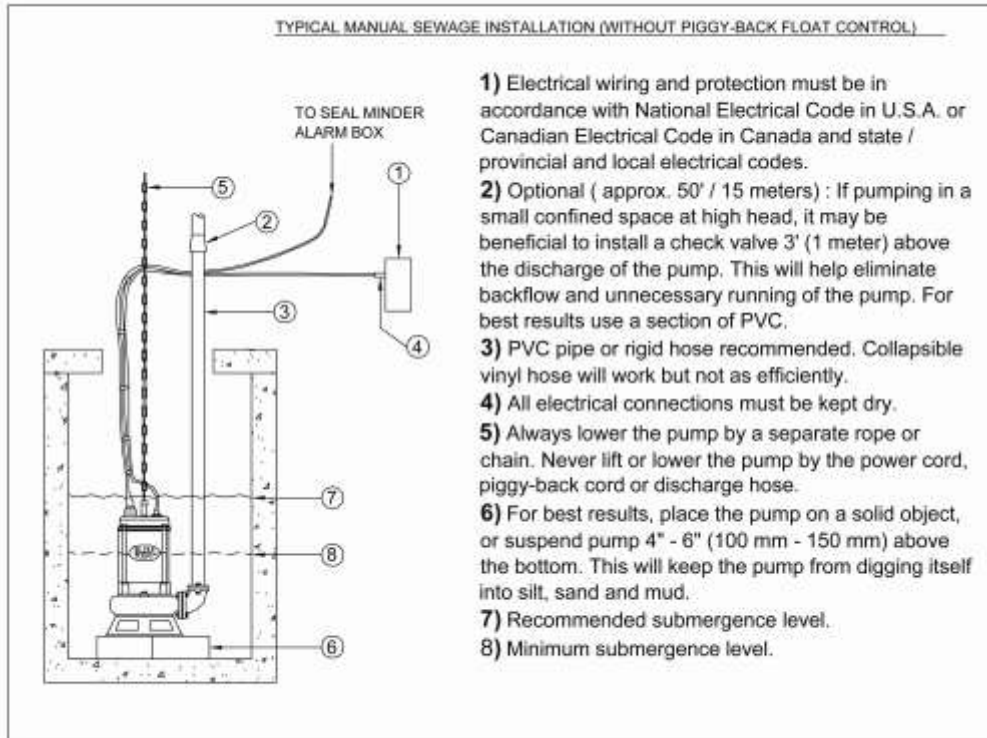 TYPICAL MANUAL SEWAGE INSTALLATION (WITHOUT PIGGY-BACK FLOAT CONTROL)
TO SEAL MINDER
ALARM BOX
1
5
2
3
4
7
8
6
1) Electrical wiring and protection must be in
accordance with National Electrical Code in U.S.A. or
Canadian Electrical Code in Canada and state /
provincial and local electrical codes.
2) Optional ( approx. 50' / 15 meters) : If pumping in a
small confined space at high head, it may be
beneficial to install a check valve 3' (1 meter) above
the discharge of the pump. This will help eliminate
backflow and unnecessary running of the pump. For
best results use a section of PVC.
3) PVC pipe or rigid hose recommended. Collapsible
vinyl hose will work but not as efficiently.
4) All electrical connections must be kept dry.
5) Always lower the pump by a separate rope or
chain. Never lift or lower the pump by the power cord,
piggy-back cord or discharge hose.
6) For best results, place the pump on a solid object,
or suspend pump 4" - 6" (100 mm - 150 mm) above
the bottom. This will keep the pump from digging itself
into silt, sand and mud.
7) Recommended submergence level.
8) Minimum submergence level.